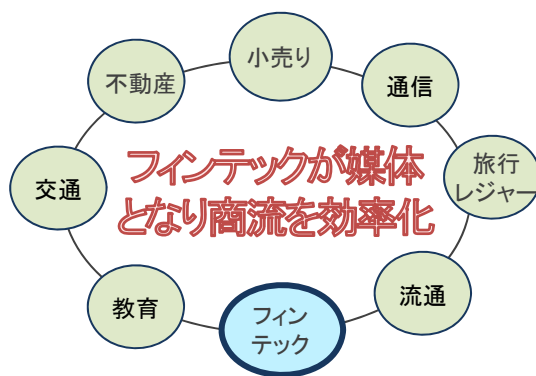 小売り
不動産
通信
フィンテックが媒体
となり商流を効率化
交通
旅行
レジャー
教育
流通
フィン
テック